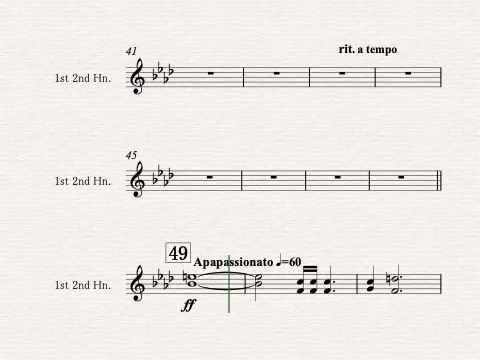 41
rit. a tempo
1st 2nd Hn.
45
1st 2nd Hn.
49 Apapassionato ♩=60
1st 2nd Hn.
ff